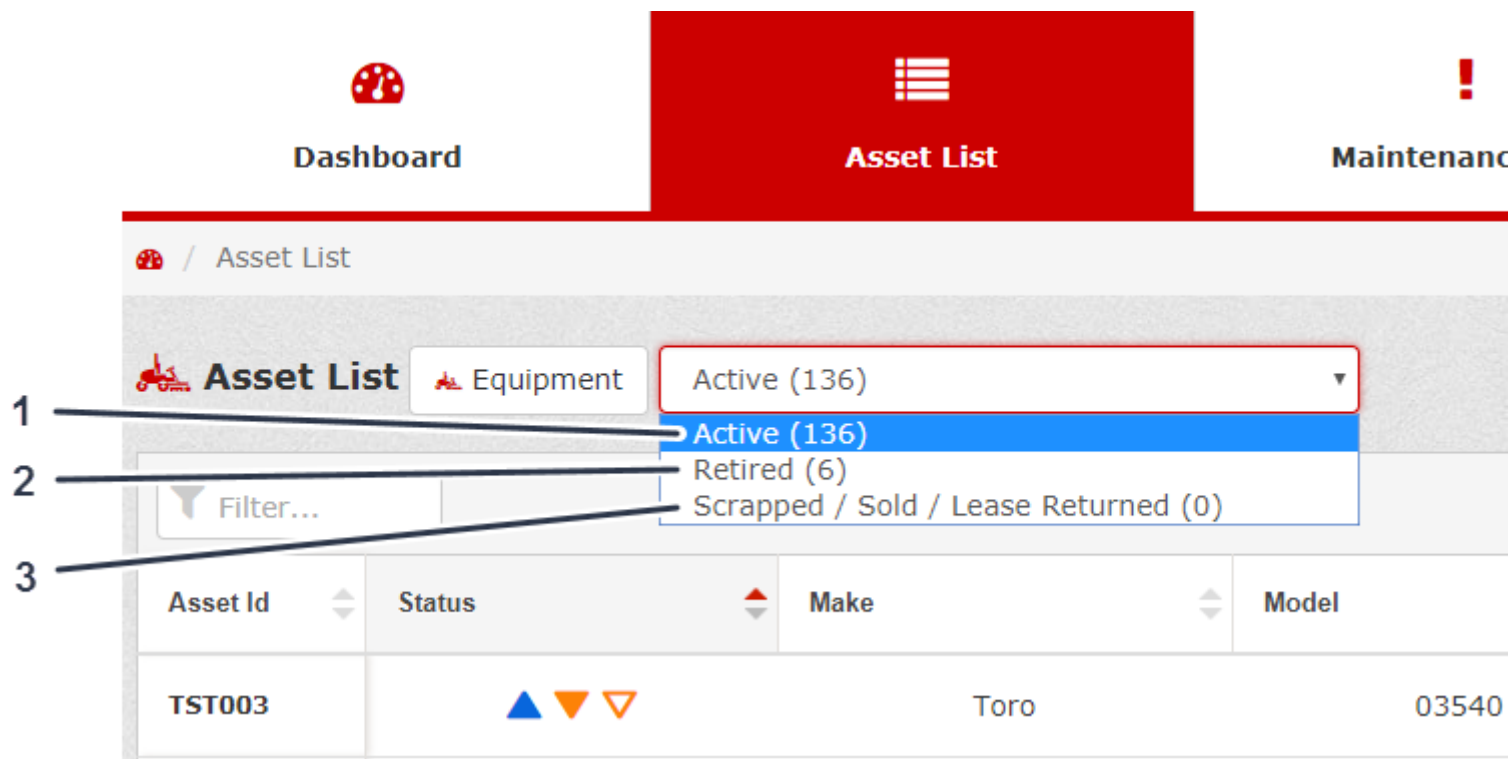 Dashboard
Asset List
Maintenanc
/ Asset List
Asset List Equipment Active (136)
1 Active (136)
2 Retired (6)
Filter...
Scrapped / Sold / Lease Returned (0)
3
Asset Id Status Make Model
TST003 Toro 03540